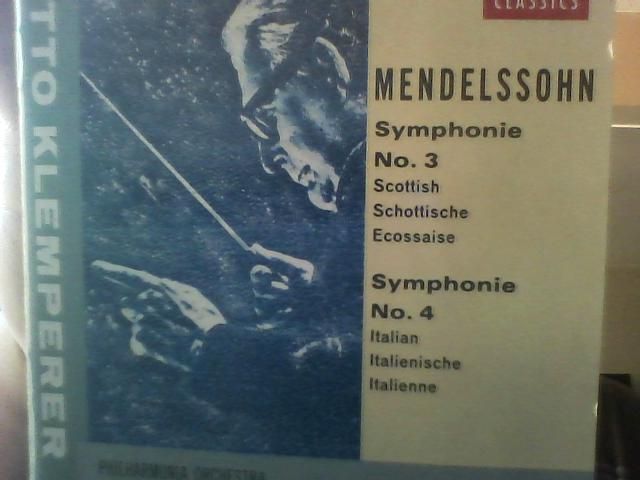 CLASSICS
TTO KLEMPERER
MENDELSSOHN
Symphonie
No. 3
Scottish
Schottische
Ecossaise
Symphonie
No. 4
Italian
Italienische
Italienne
PHILHARMONIA ORCHESTRA